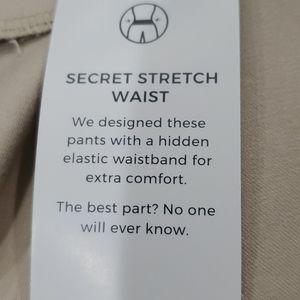 SECRET STRETCH
WAIST
We designed these
pants with a hidden
elastic waistband for
extra comfort.
The best part? No one
will ever know.